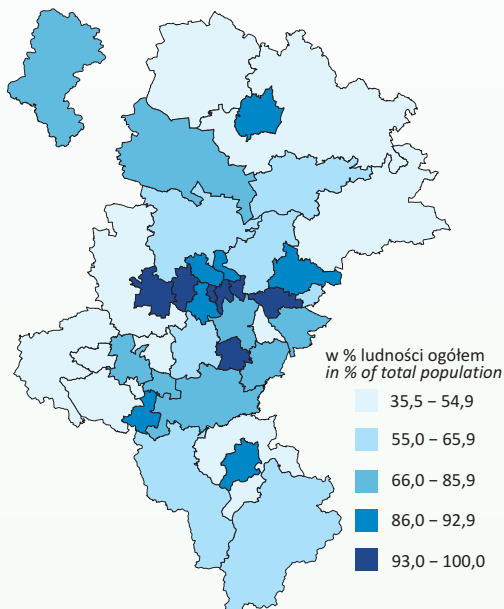 w % ludności ogółem
in % of total population
35,5 – 54,9
55,0 – 65,9
66,0 – 85,9
86,0 – 92,9
93,0 – 100,0